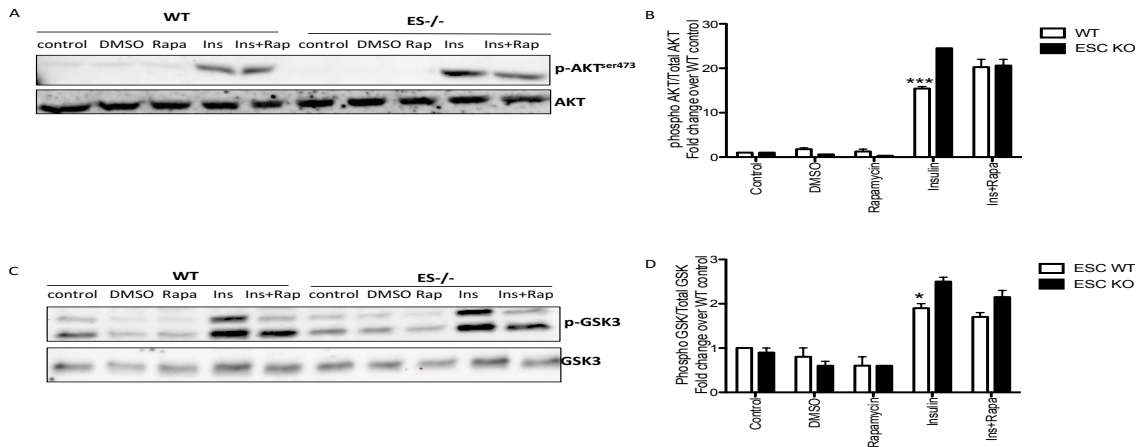 A
WT
ES-/-
control DMSO Rapa Ins Ins+Rap control DMSO Rap Ins Ins+Rap
p-AKTser473
AKT
B
phospho AKT/Total AKT
Fold change over WT control
30
20
10
0
***
Control
DMSO
Rapamycin
Insulin
Ins+Rapa
WT
ESC KO
C
WT
ES-/-
control DMSO Rapa Ins Ins+Rap control DMSO Rap Ins Ins+Rap
p-GSK3
GSK3
D
Phospho GSK/Total GSK
Fold change over WT control
3
2
1
0
*
Control
DMSO
Rapamycin
Insulin
Ins+Rapa
ESC WT
ESC KO